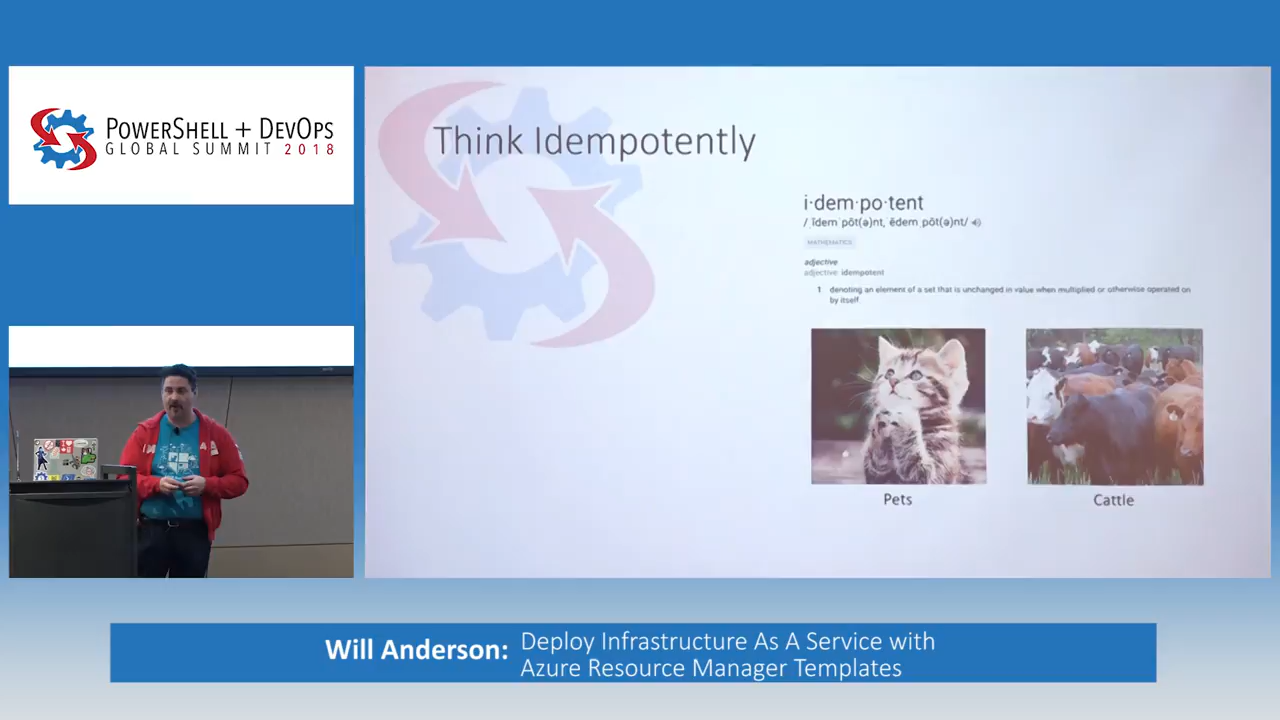 POWERSHELL + DEVOPS
GLOBAL SUMMIT 2018
Think Idempotently
i·dem·po·tent
/ˌīdemˈpōt(ə)nt,ˈēdemˌpōt(ə)nt/
MATHEMATICS
adjective
adjective: idempotent
1 denoting an element of a set that is unchanged in value when multiplied or otherwise operated on
by itself.
Pets
Cattle
Will Anderson:
Deploy Infrastructure As A Service with
Azure Resource Manager Templates